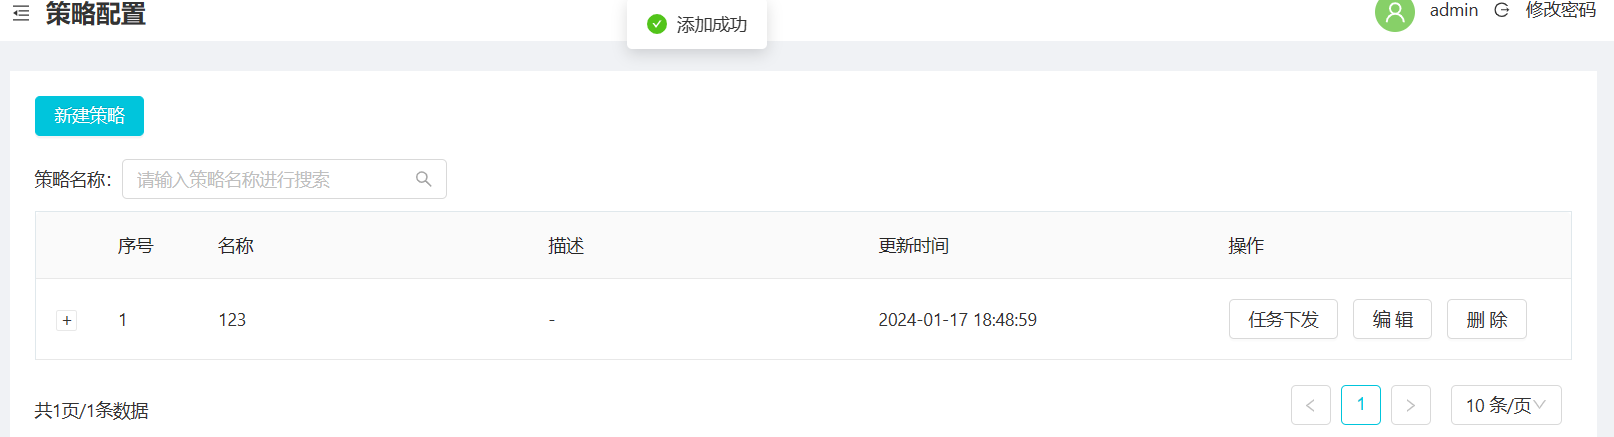 策略配置
添加成功
admin 修改密码
新建策略
策略名称: 请输入策略名称进行搜索
序号 名称 描述 更新时间 操作
+ 1 123 - 2024-01-17 18:48:59 任务下发 编 辑 删 除
共1页/1条数据 < 1 > 10 条/页